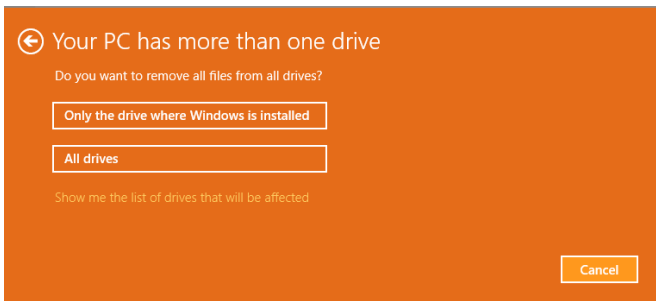 Your PC has more than one drive
Do you want to remove all files from all drives?
Only the drive where Windows is installed
All drives
Show me the list of drives that will be affected
Cancel